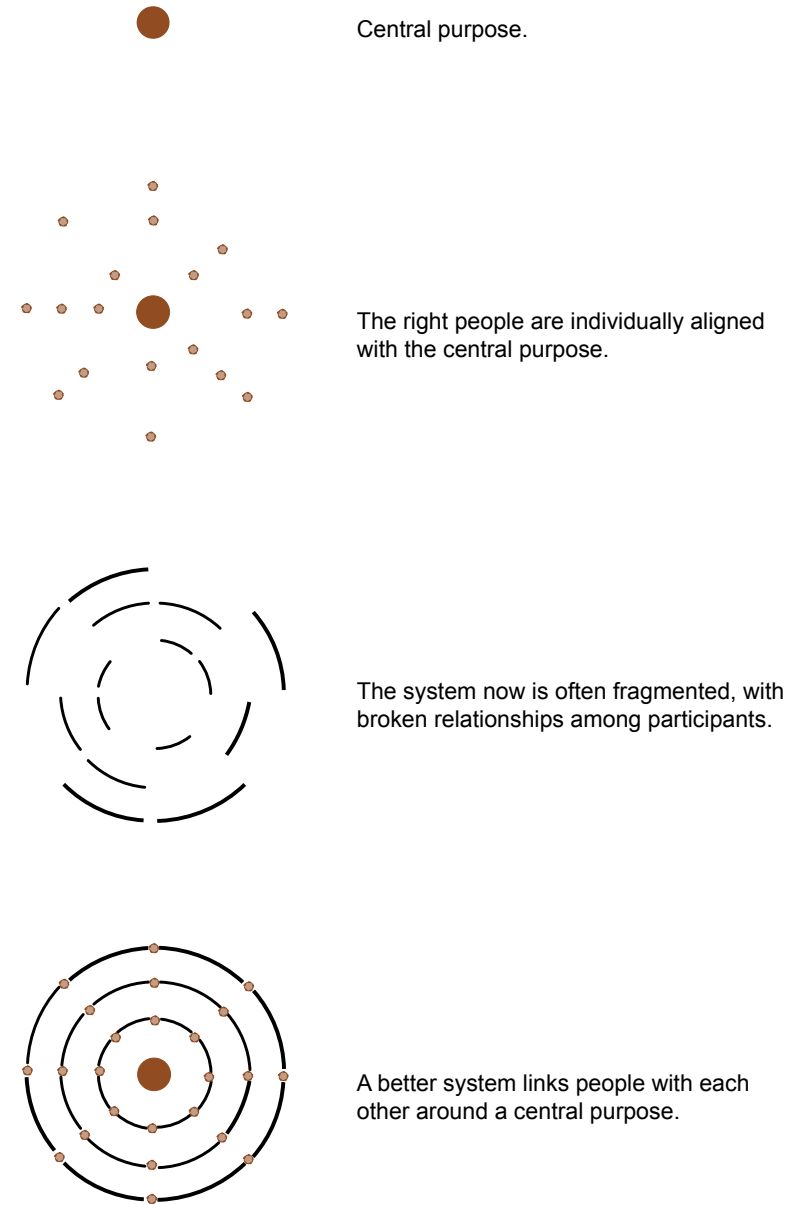 Central purpose.
The right people are individually aligned
with the central purpose.
The system now is often fragmented, with
broken relationships among participants.
A better system links people with each
other around a central purpose.